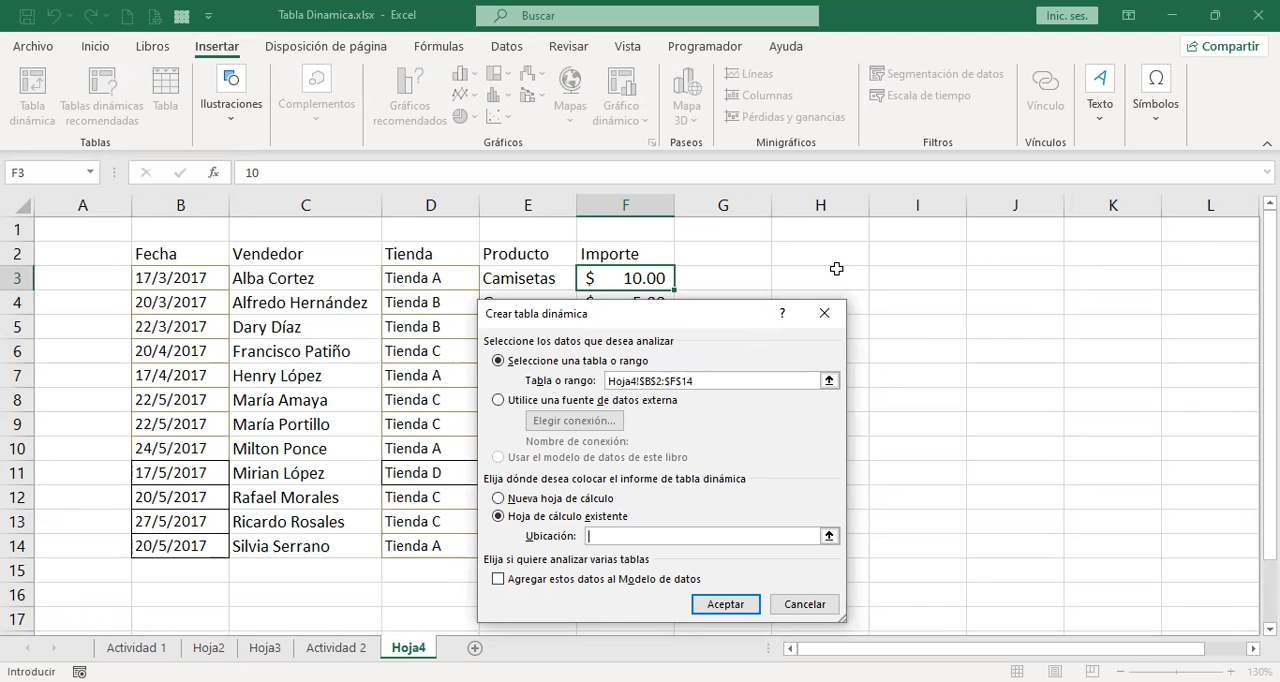 Tabla Dinamica.xlsx - Excel
Buscar
Inic. ses.
Archivo Inicio Libros Insertar Disposición de página Fórmulas Datos Revisar Vista Programador Ayuda
Compartir
Tabla dinámica
Tablas dinámicas recomendadas
Tabla
Ilustraciones
Complementos
Gráficos recomendados
Mapas
Gráfico dinámico
Mapa 3D
Líneas
Columnas
Pérdidas y ganancias
Segmentación de datos
Escala de tiempo
Vínculo
Texto
Símbolos
Tablas Gráficos Paseos Minigráficos Filtros Vínculos
F3 fx 10
A B C D E F G H I J K L
1
2 Fecha Vendedor Tienda Producto Importe
3 17/3/2017 Alba Cortez Tienda A Camisetas $ 10.00
4 20/3/2017 Alfredo Hernández Tienda B
5 22/3/2017 Dary Díaz Tienda B
6 20/4/2017 Francisco Patiño Tienda C
7 17/4/2017 Henry López Tienda A
8 22/5/2017 María Amaya Tienda C
9 22/5/2017 María Portillo Tienda C
10 24/5/2017 Milton Ponce Tienda A
11 17/5/2017 Mirian López Tienda D
12 20/5/2017 Rafael Morales Tienda C
13 27/5/2017 Ricardo Rosales Tienda C
14 20/5/2017 Silvia Serrano Tienda A
15
16
17
Crear tabla dinámica ?
Seleccione los datos que desea analizar
Seleccione una tabla o rango
Tabla o rango: Hoja4!$B$2:$F$14
Utilice una fuente de datos externa
Elegir conexión...
Nombre de conexión:
Usar el modelo de datos de este libro
Elija dónde desea colocar el informe de tabla dinámica
Nueva hoja de cálculo
Hoja de cálculo existente
Ubicación:
Elija si quiere analizar varias tablas
Agregar estos datos al Modelo de datos
Aceptar Cancelar
Actividad 1 Hoja2 Hoja3 Actividad 2 Hoja4
Introducir
130%